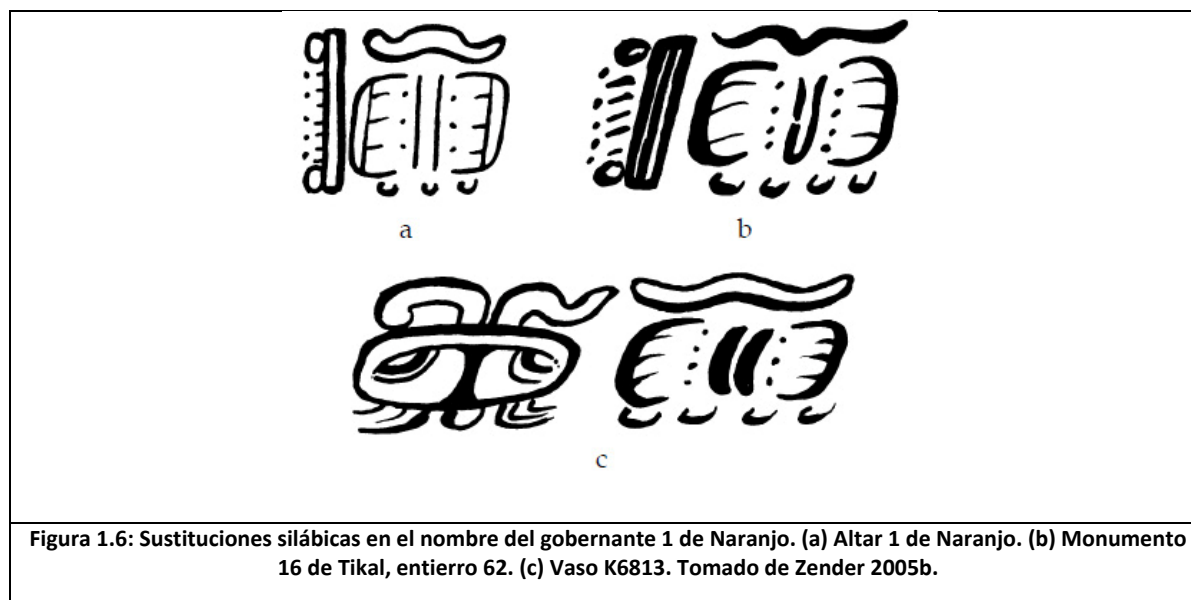 a
b
c
Figura 1.6: Sustituciones silábicas en el nombre del gobernante 1 de Naranjo. (a) Altar 1 de Naranjo. (b) Monumento
16 de Tikal, entierro 62. (c) Vaso K6813. Tomado de Zender 2005b.